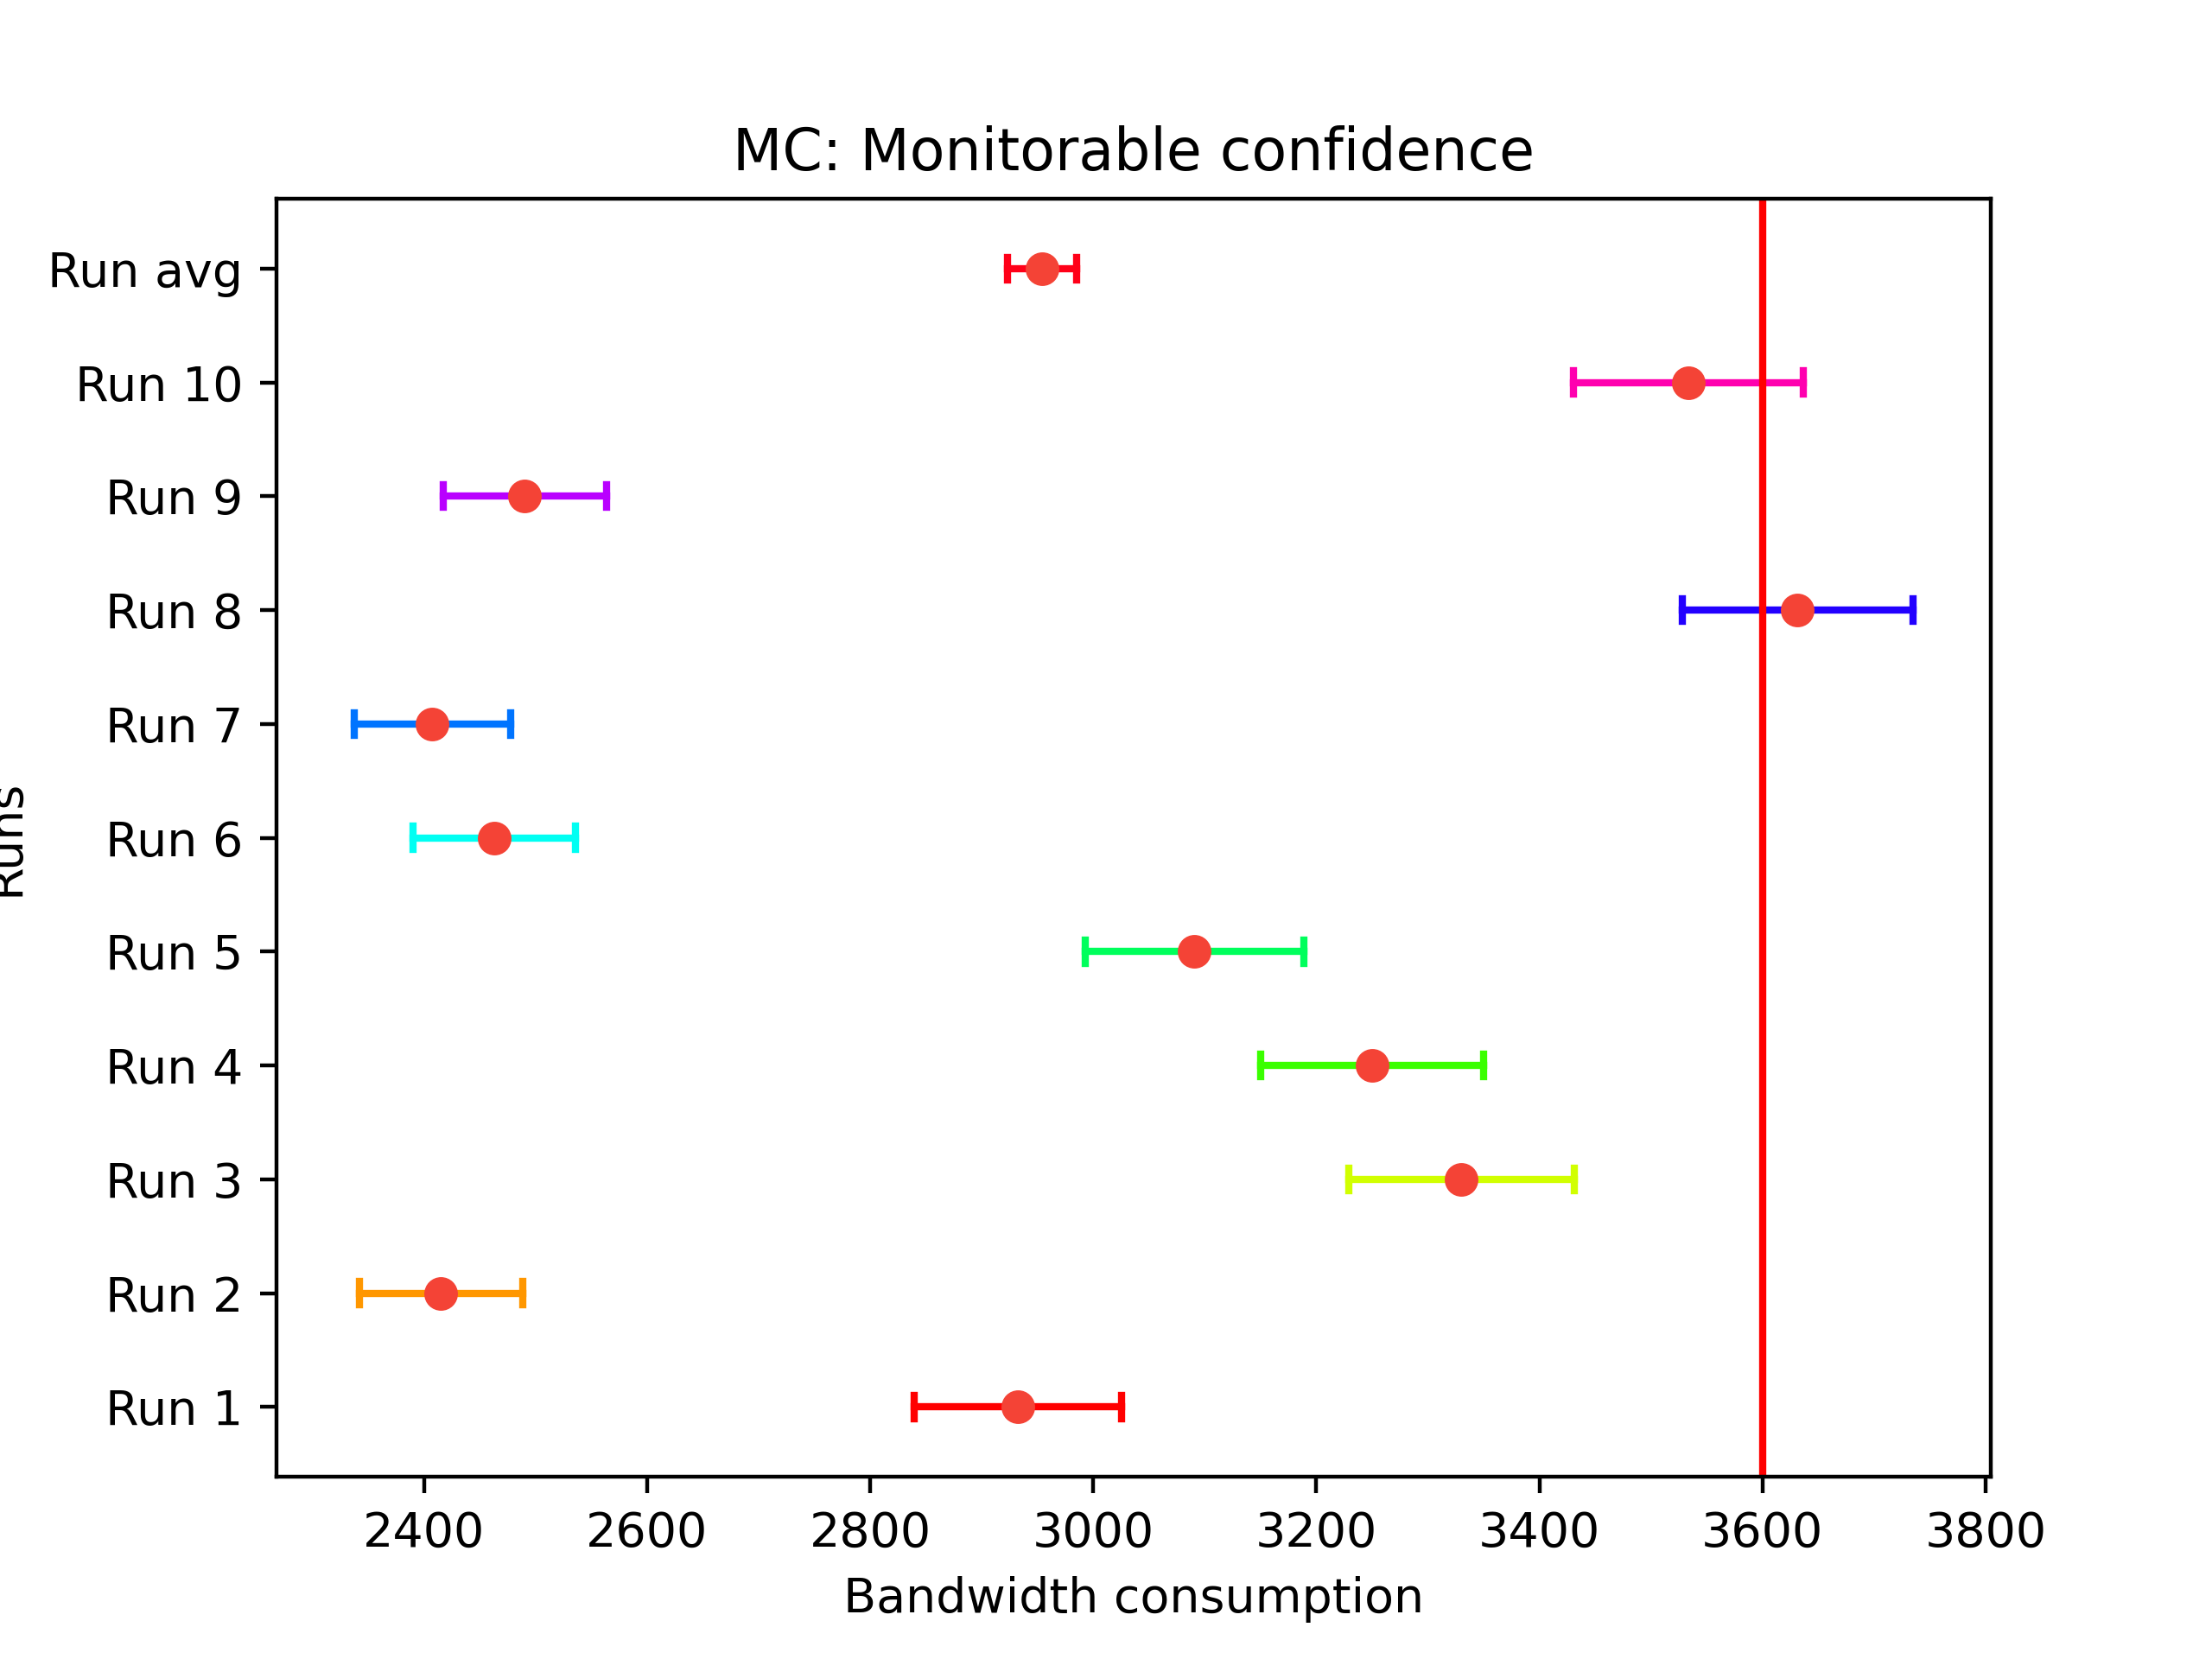 MC: Monitorable confidence
Run avg
Run 10
Run 9
Run 8
Run 7
Run 6
Run 5
Run 4
Run 3
Run 2
Run 1
Runs
2400 2600 2800 3000 3200 3400 3600 3800
Bandwidth consumption